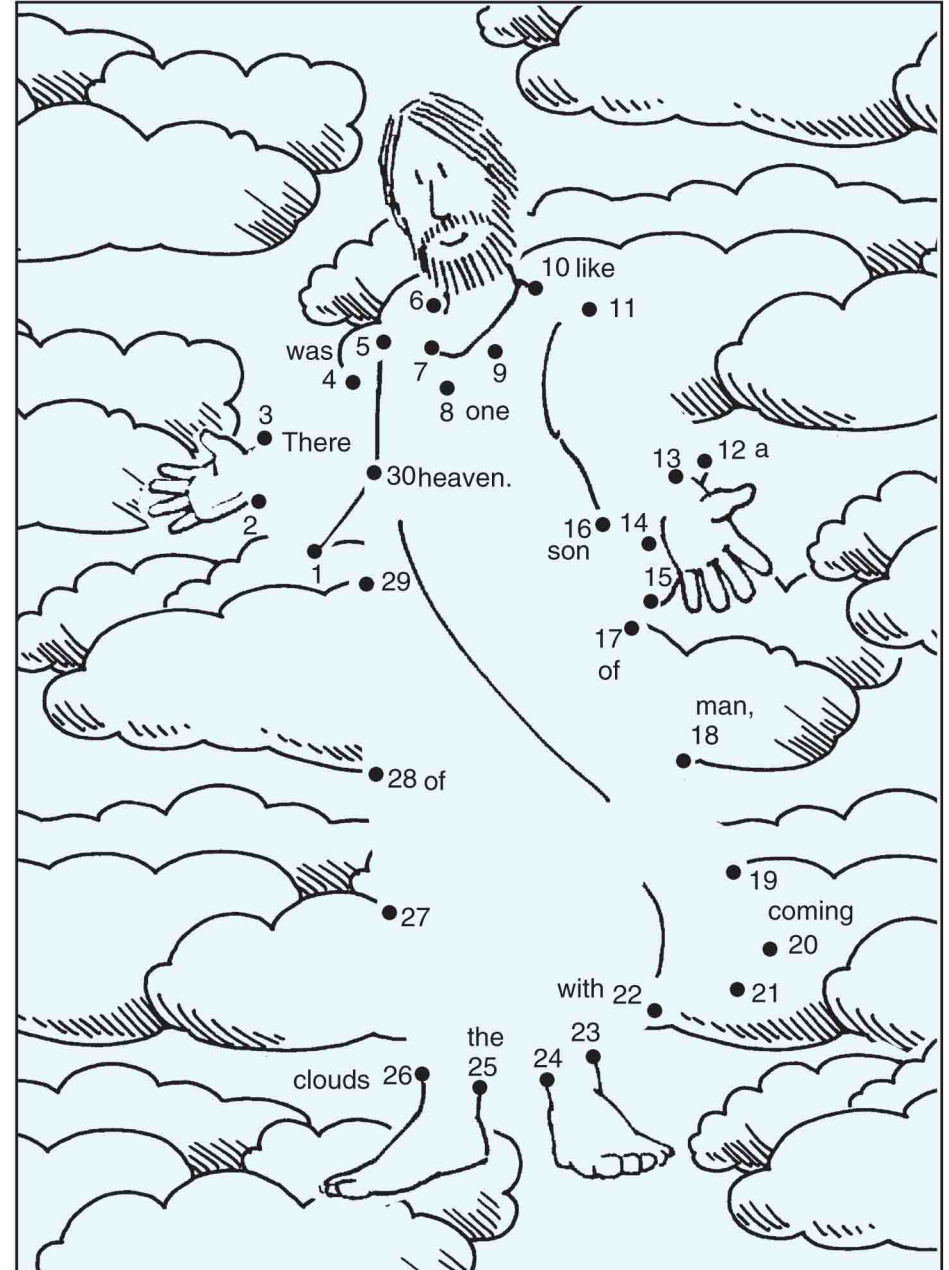 10 like
6
11
was 5
7
9
4
8 one
3
There
12 a
13
30 heaven.
2
16 14
son
1
29
15
17
of
man,
18
28 of
19
coming
27
20
with 22
21
the
23
24
clouds 26
25